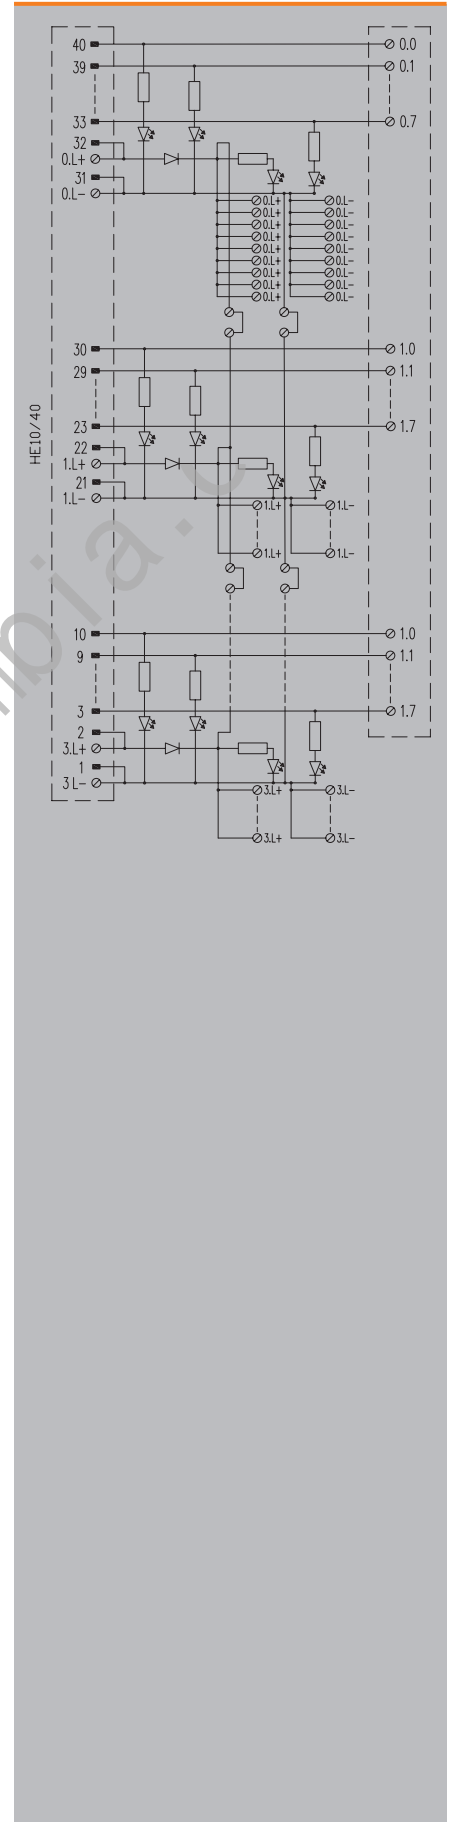 40 0.0
39 0.1
33 0.7
32
0.L+
31
0.L-
0.L+ 0.L-
0.L+ 0.L-
0.L+ 0.L-
0.L+ 0.L-
0.L+ 0.L-
0.L+ 0.L-
0.L+ 0.L-
0.L+ 0.L-
0.L+ 0.L-
30 1.0
29 1.1
23 1.7
22
1.L+
21
1.L-
HE10/40
1.L+ 1.L-
1.L+ 1.L-
10 1.0
9 1.1
3 1.7
2
3.L+
1
3 L-
3.L+ 3.L-
3.L+ 3.L-